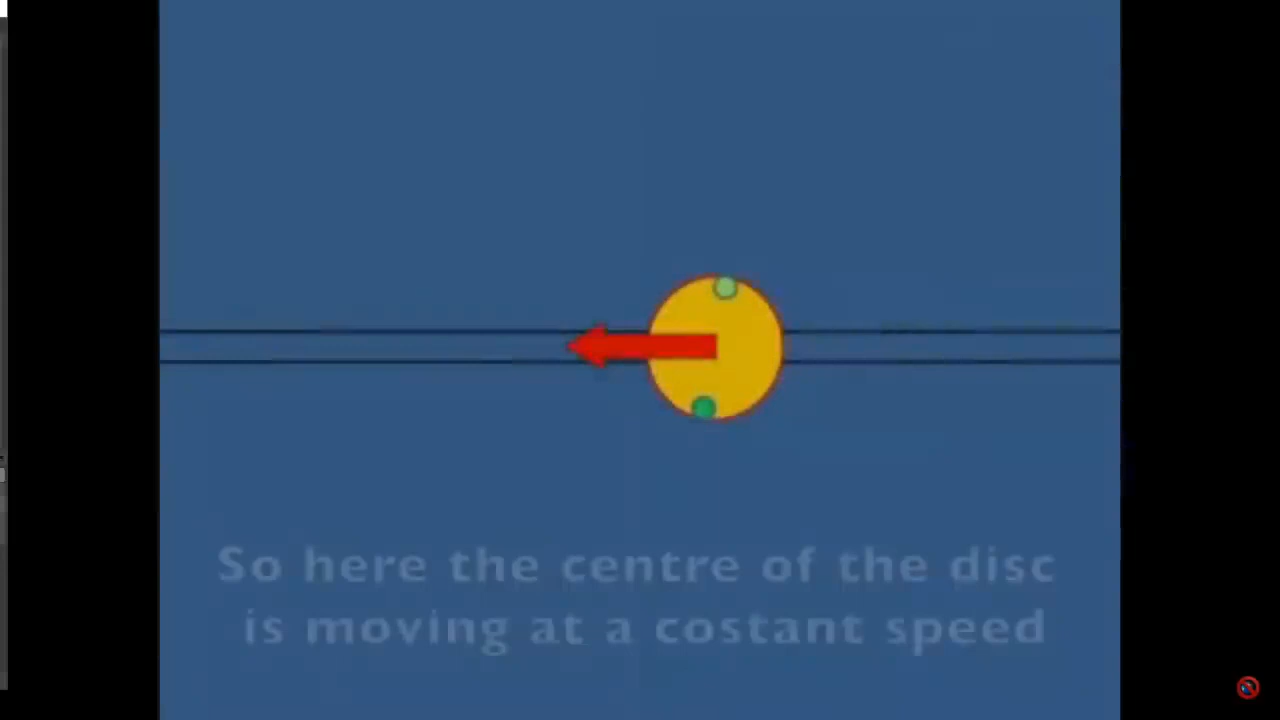 So here the centre of the disc
is moving at a costant speed